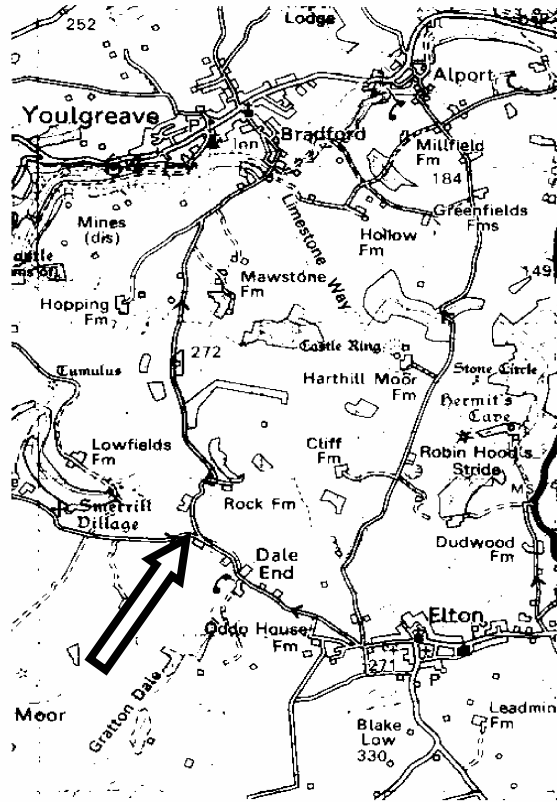 252
Lodge
Alport
Youlgreave
Inn
Bradford
Millfield
Fm
184
Mines
(dis)
Limestone Way
Hollow
Fm
Greenfields
Fms
149
Mawstone
Fm
Hopping
Fm
272
Castle Ring
Tumulus
Harthill Moor
Fm
Stone Circle
Hermit's
Cave
Lowfields
Fm
Cliff
Fm
Robin Hood's
Stride
Smerrill
Village
Rock Fm
MS
Dudwood
Fm
Dale
End
Elton
Oddo House
Fm
271
P
Gratton Dale
Moor
Blake
Low
330
Leadmin
Fm